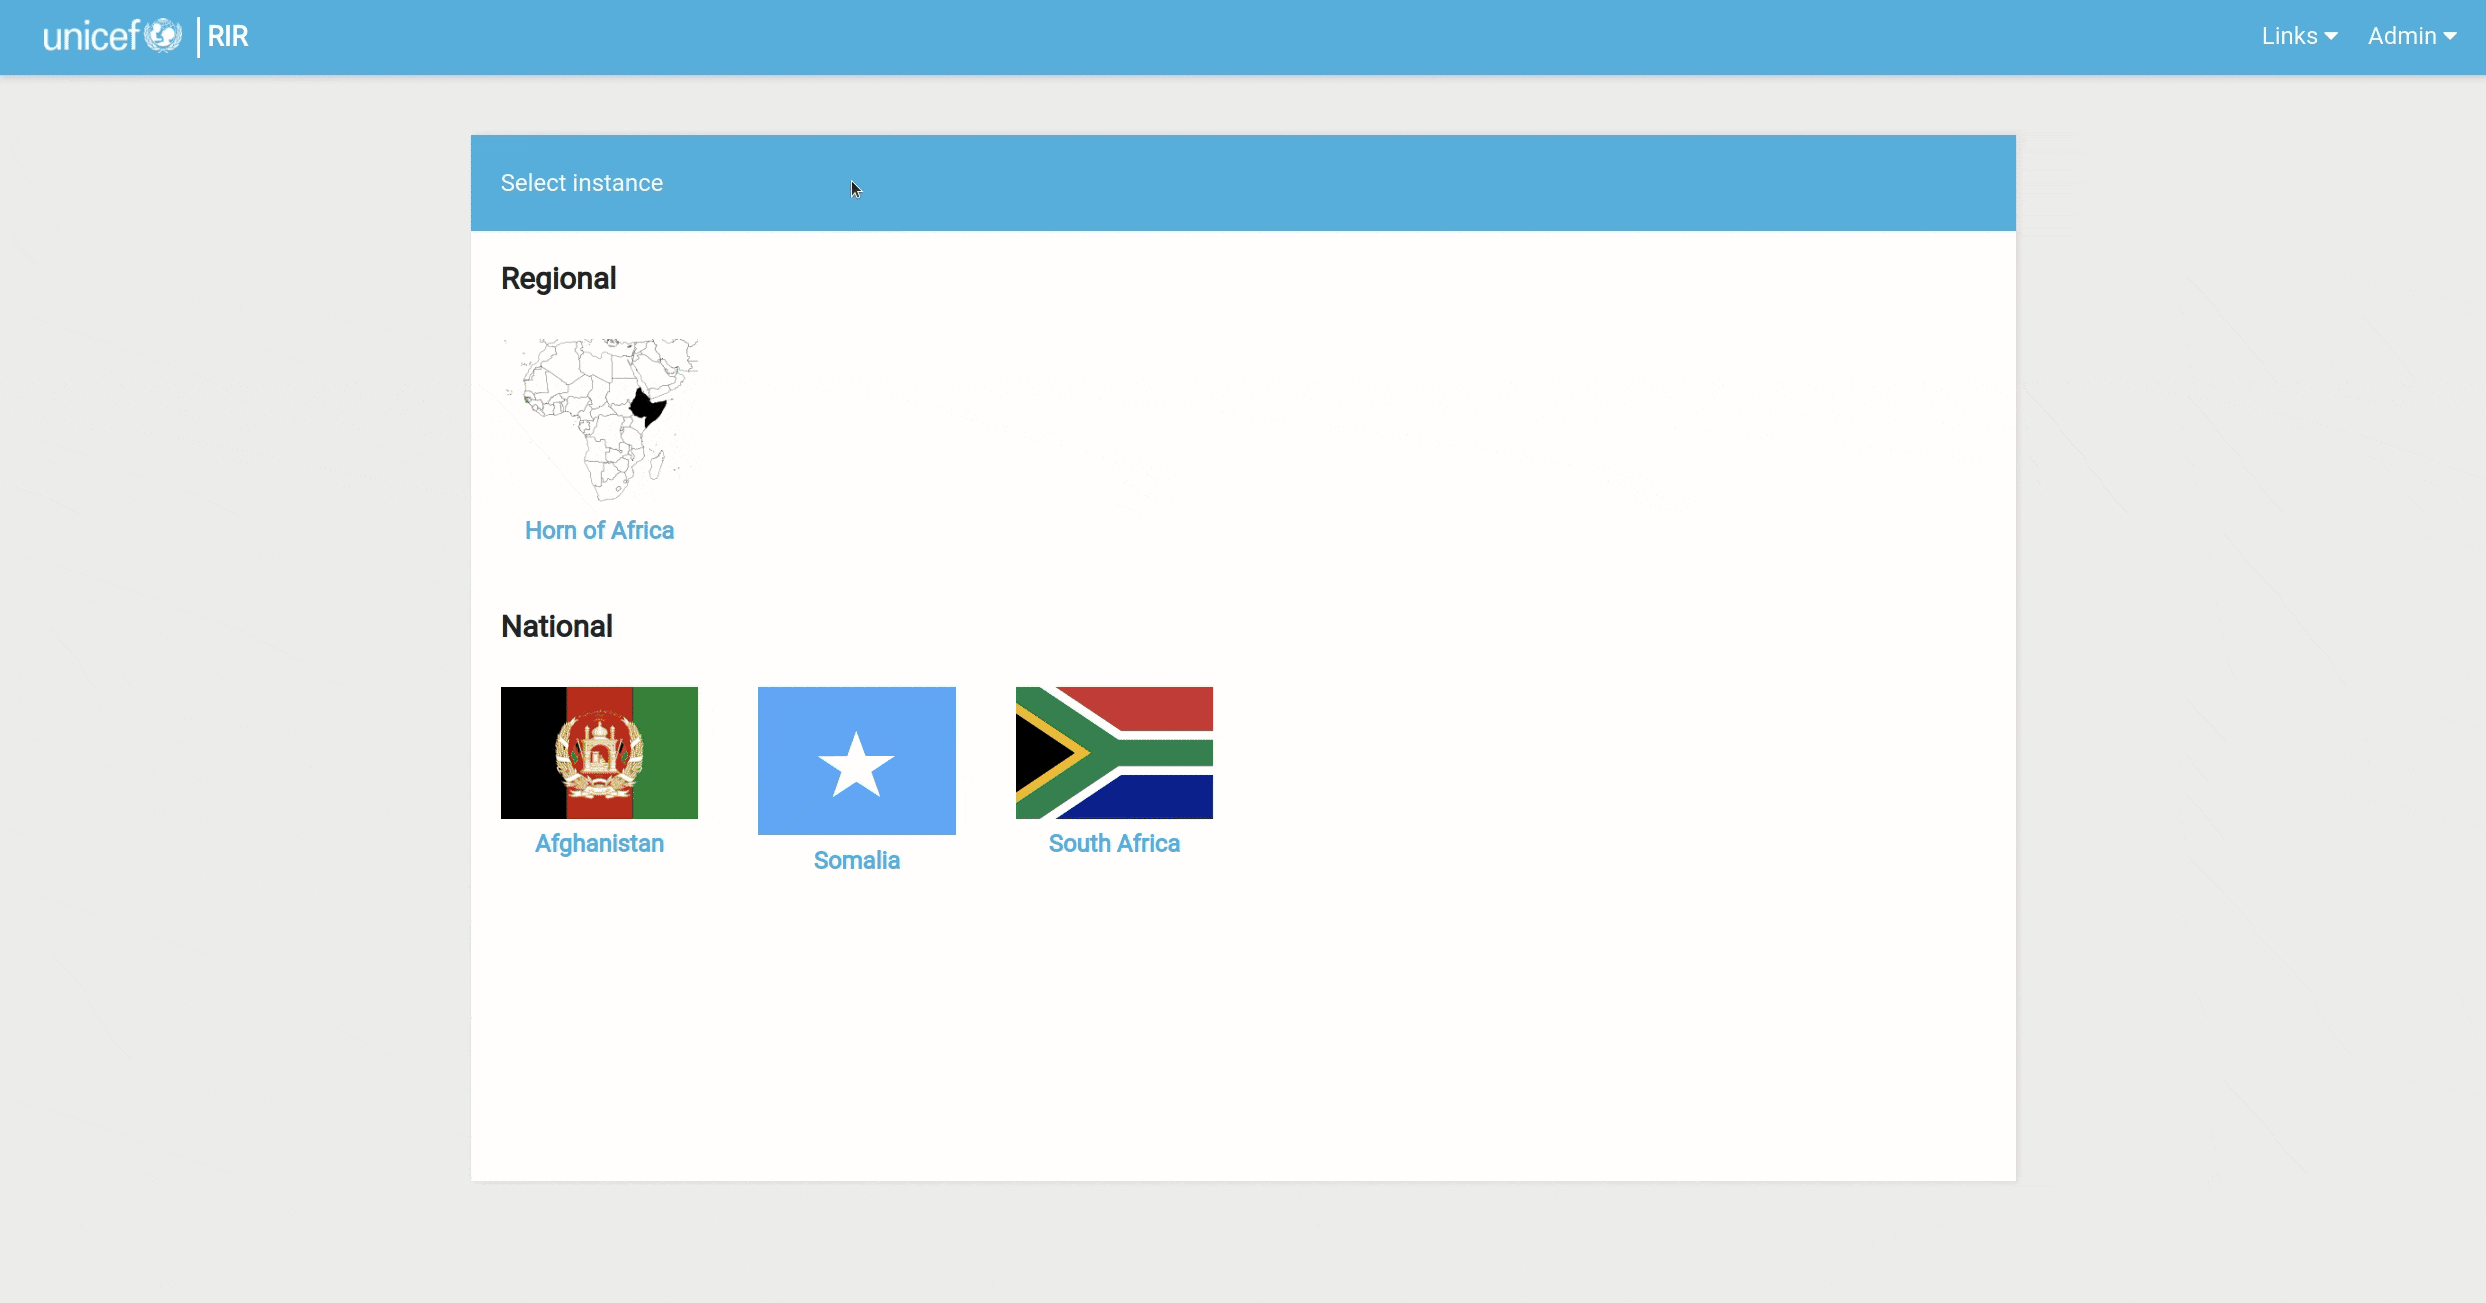 unicef | RIR
Links
Admin
Select instance
Regional
Horn of Africa
National
Afghanistan
Somalia
South Africa